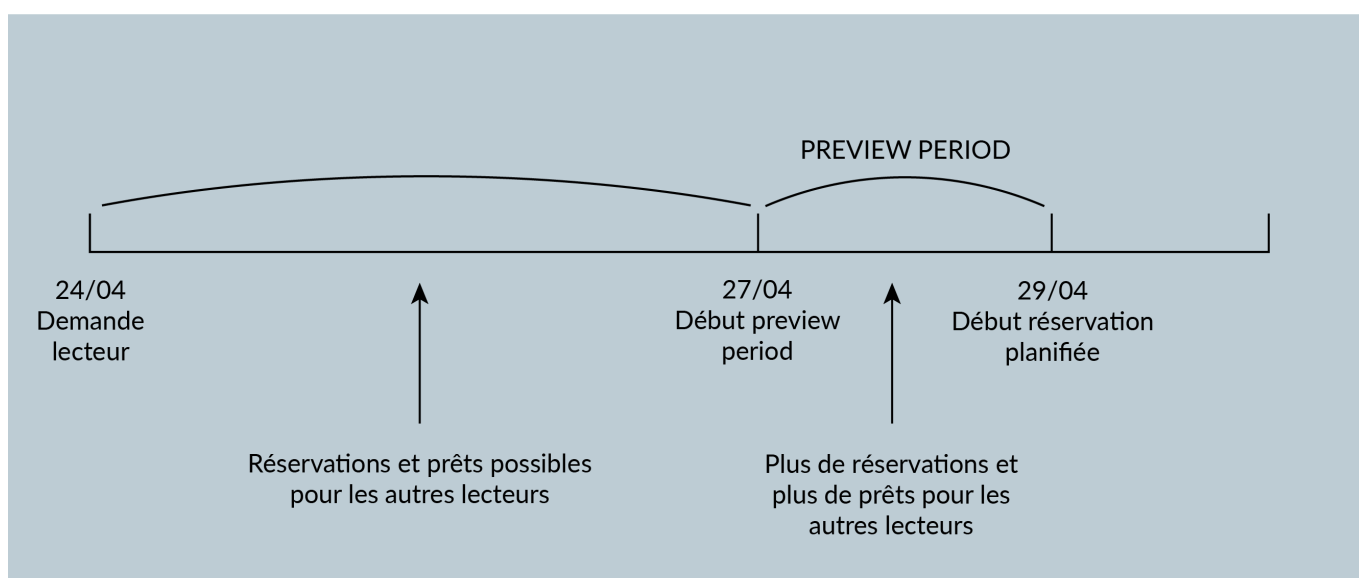 PREVIEW PERIOD
24/04
Demande
lecteur
27/04
Début preview
period
29/04
Début réservation
planifiée
Réservations et prêts possibles
pour les autres lecteurs
Plus de réservations et
plus de prêts pour les
autres lecteurs